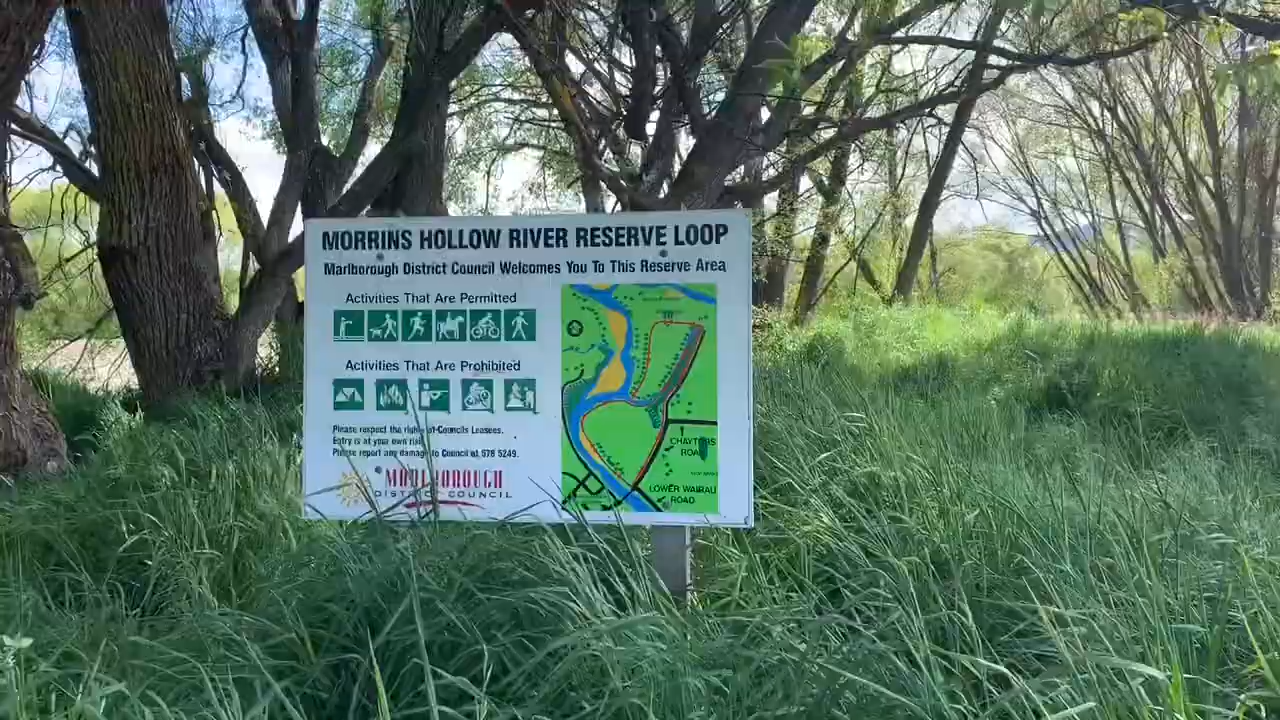 MORRINS HOLLOW RIVER RESERVE LOOP
Marlborough District Council Welcomes You To This Reserve Area
Activities That Are Permitted
Activities That Are Prohibited
Please respect the rights of Councils Leasees.
Entry is at your own risk
Please report any damage to Council at 578 5249.
MARLBOROUGH
DISTRICT COUNCIL
CHAYTORS
ROAD
LOWER WAIRAU
ROAD